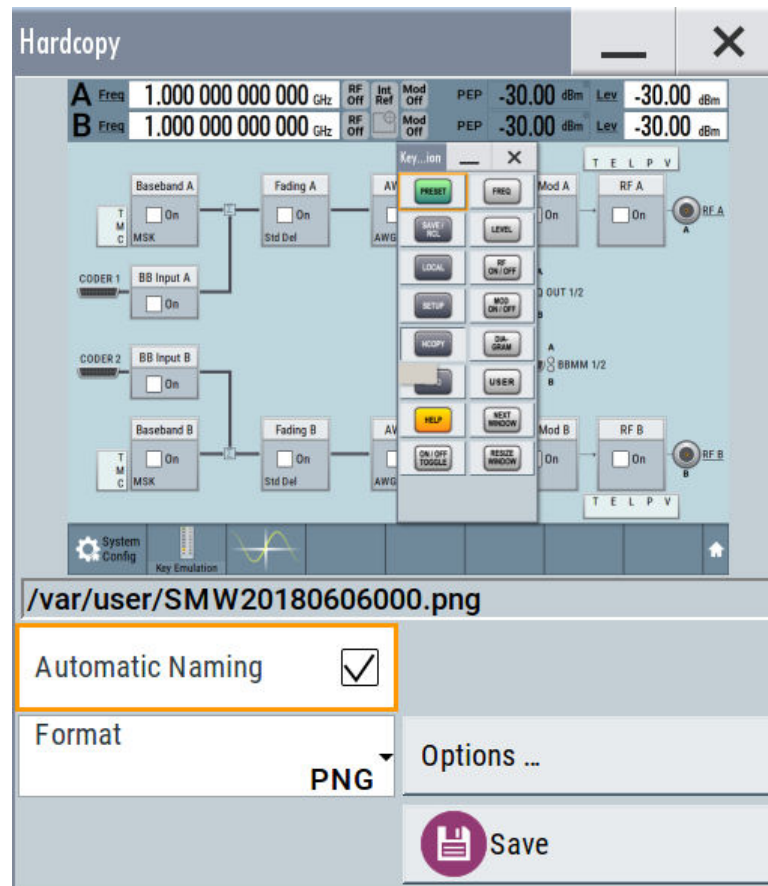 Hardcopy
A Freq 1.000 000 000 000 GHz RF Off Int Ref Mod Off PEP -30.00 dBm Lev -30.00 dBm
B Freq 1.000 000 000 000 GHz RF Off Mod Off PEP -30.00 dBm Lev -30.00 dBm
Key...ion
T E L P V
Baseband A Fading A AW Mod A RF A
PRESET FREQ
T M C On On On On RF A
MSK Std Del AWG A
SAVE/ RCL LEVEL
CODER 1 BB Input A
LOCAL RF ON/OFF A
On
OUT 1/2
SETUP MOD ON/OFF B
HCOPY DIA- GRAM A
CODER 2 BB Input B
BBMM 1/2
On
USER B
HELP NEXT WINDOW
Baseband B Fading B AW Mod B RF B
T M C On On On On RF B
ON/OFF TOGGLE RESIZE WINDOW
MSK Std Del AWG B
T E L P V
System Config
Key Emulation
/var/user/SMW20180606000.png
Automatic Naming
Format
PNG
Options ...
Save